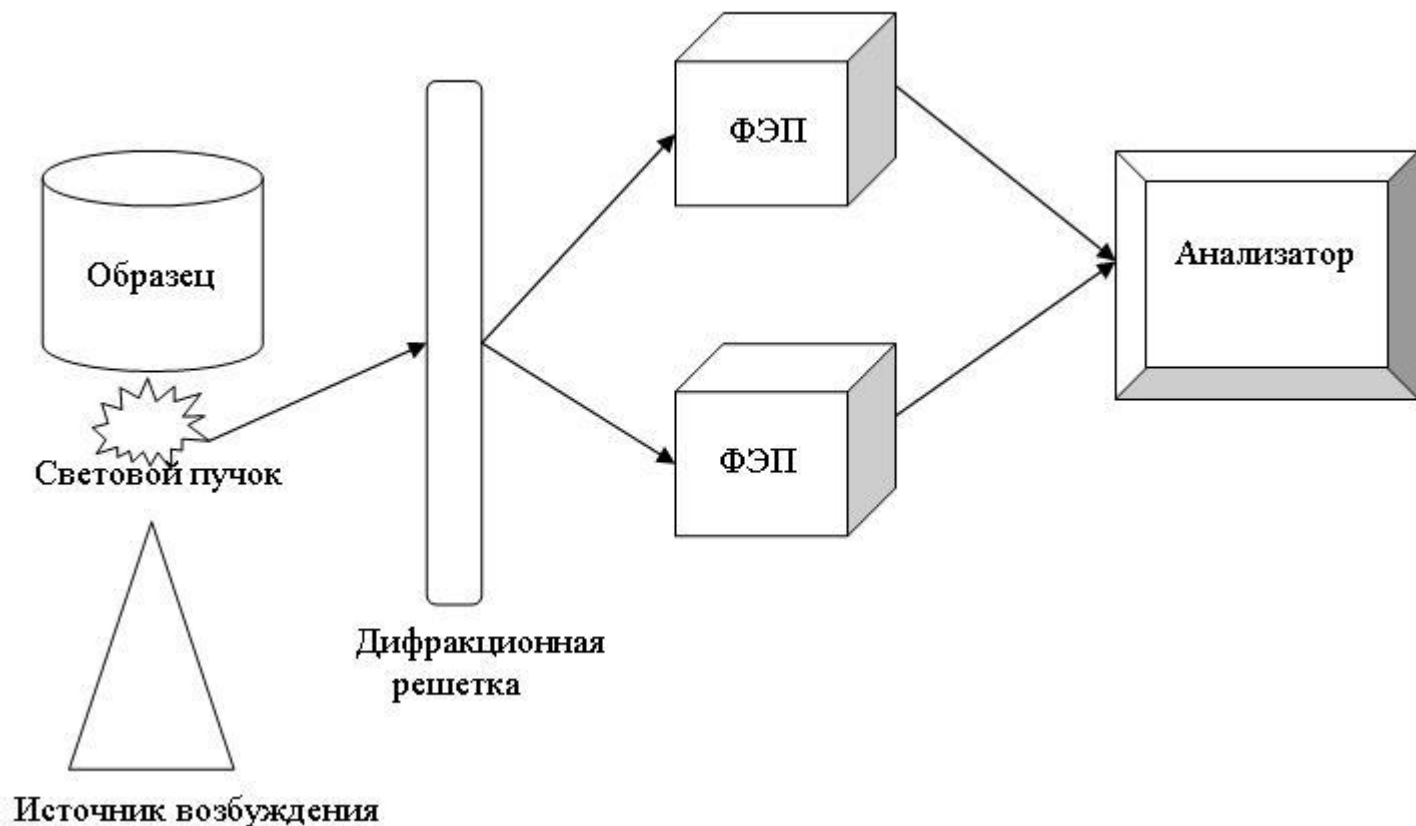 ФЭП
Образец
Анализатор
Световой пучок
ФЭП
Дифракционная
решетка
Источник возбуждения